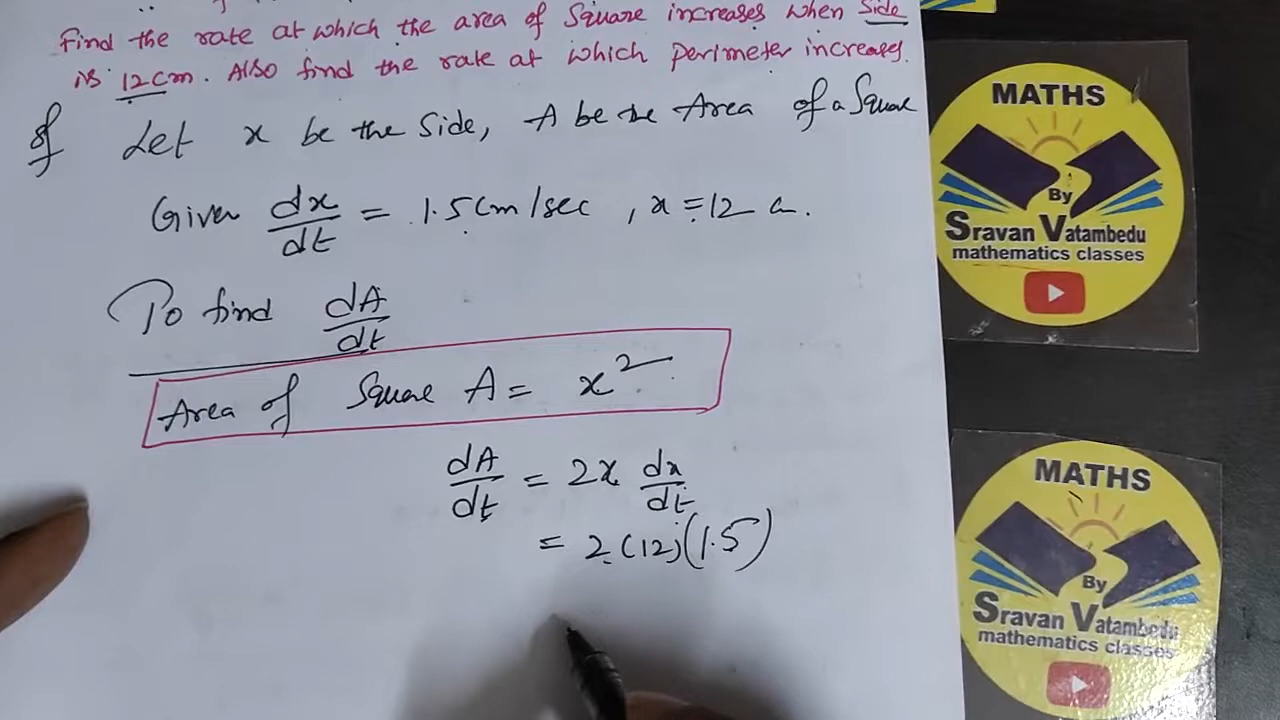 Find the rate at which the area of Square increases when Side
is 12cm. Also find the rate at which perimeter increases.
Let x be the Side, A be the Area of a Square
Given dx/dt = 1.5cm/sec, x = 12
To find dA/dt
Area of Square A = x²
dA/dt = 2x dx/dt
= 2(12)(1.5)
MATHS
By
Sravan Vatambedu
mathematics classes
MATHS
By
Sravan Vatambedu
mathematics classes